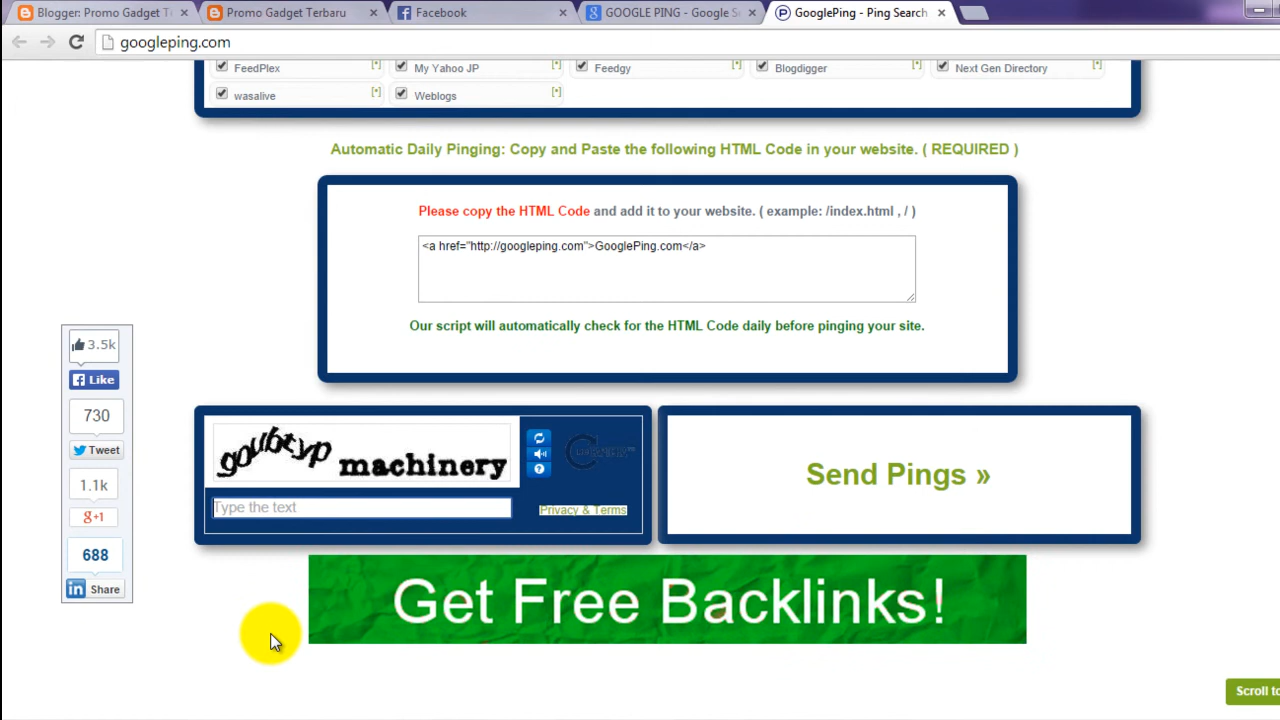 Blogger: Promo Gadget Te
Promo Gadget Terbaru
Facebook
GOOGLE PING - Google Se
GooglePing - Ping Search
googleping.com
FeedPlex [*]
My Yahoo JP [*]
Feedgy [*]
Blogdigger [*]
Next Gen Directory [*]
wasalive [*]
Weblogs [*]
Automatic Daily Pinging: Copy and Paste the following HTML Code in your website. ( REQUIRED )
Please copy the HTML Code and add it to your website. ( example: /index.html , / )
<a href="http://googleping.com">GooglePing.com</a>
Our script will automatically check for the HTML Code daily before pinging your site.
3.5k
Like
730
Tweet
1.1k
g+1
688
in Share
machinery
Type the text
Privacy & Terms
Send Pings »
Get Free Backlinks!
Scroll to